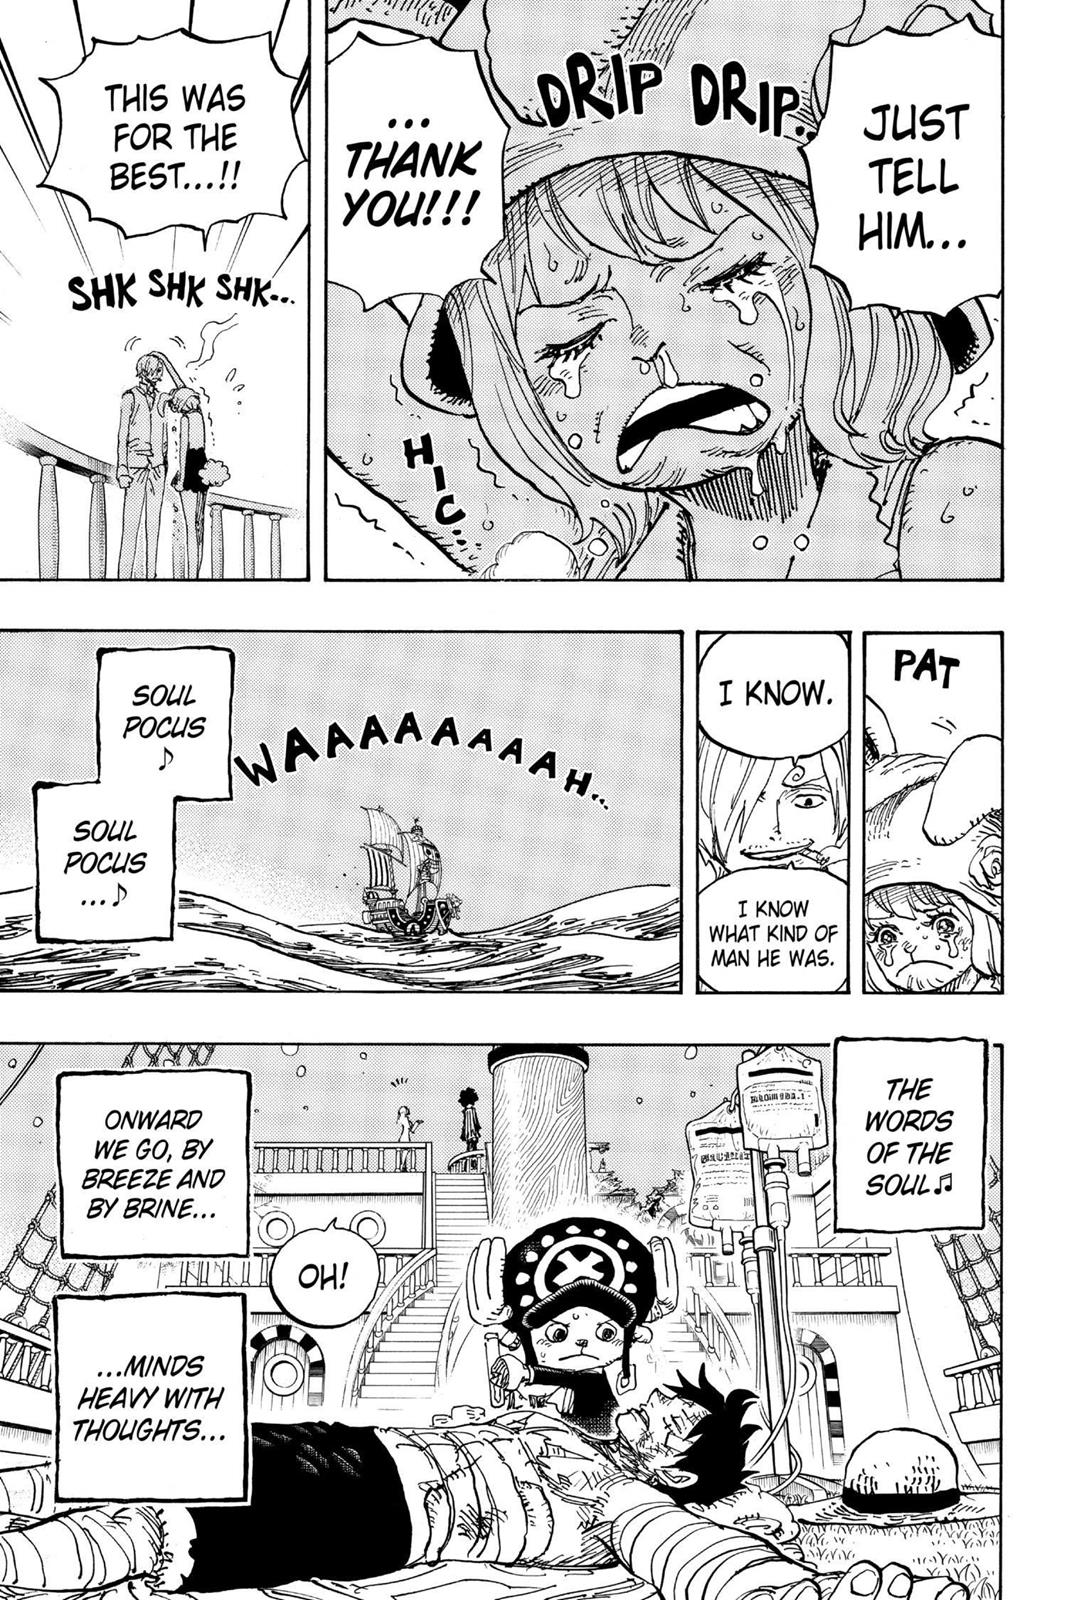 JUST
TELL
HIM...
DRIP DRIP...
...
THANK
YOU!!!
HIC...
THIS WAS
FOR THE
BEST...!!
SHK SHK SHK...
PAT
I KNOW.
I KNOW
WHAT KIND OF
MAN HE WAS.
WAAAAAAAAH...
SOUL
POCUS
♪
SOUL
POCUS
...♪
THE
WORDS
OF THE
SOUL♫
ONWARD
WE GO, BY
BREEZE AND
BY BRINE...
OH!
...MINDS
HEAVY WITH
THOUGHTS...